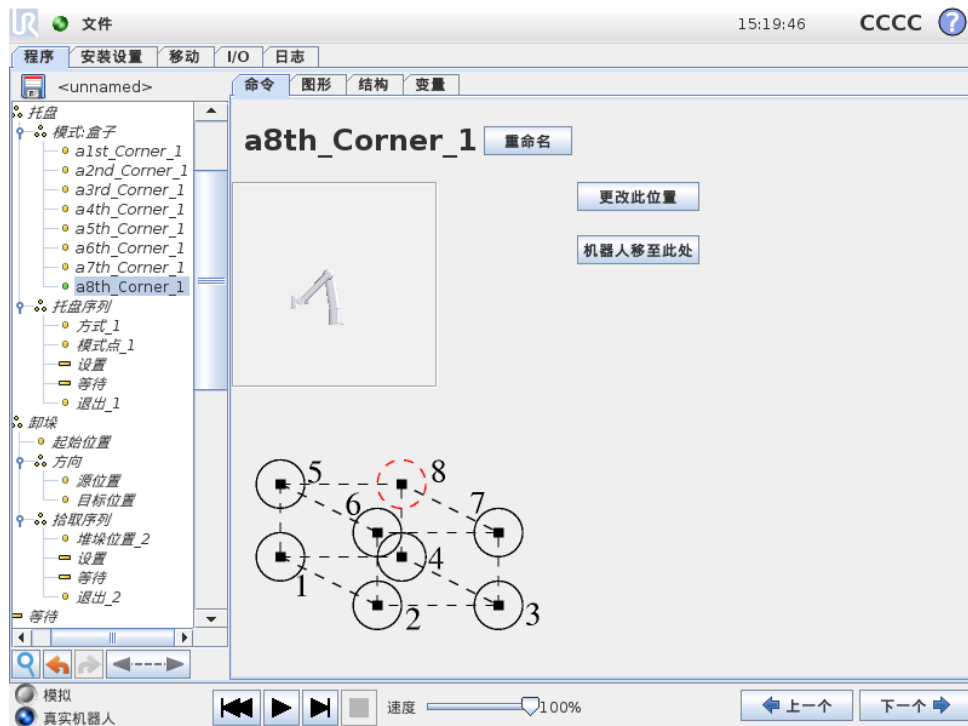 UR 文件 15:19:46 CCCC ?
程序 安装设置 移动 I/O 日志
<unnamed>
命令 图形 结构 变量
托盘
模式:盒子
a1st_Corner_1
a2nd_Corner_1
a3rd_Corner_1
a4th_Corner_1
a5th_Corner_1
a6th_Corner_1
a7th_Corner_1
a8th_Corner_1
托盘序列
方式_1
模式点_1
设置
等待
退出_1
卸垛
起始位置
方向
源位置
目标位置
拾取序列
堆垛位置_2
设置
等待
退出_2
等待
a8th_Corner_1 重命名
更改此位置
机器人移至此处
5 8
6 7
4
1
2 3
模拟
真实机器人
速度 100%
上一个 下一个